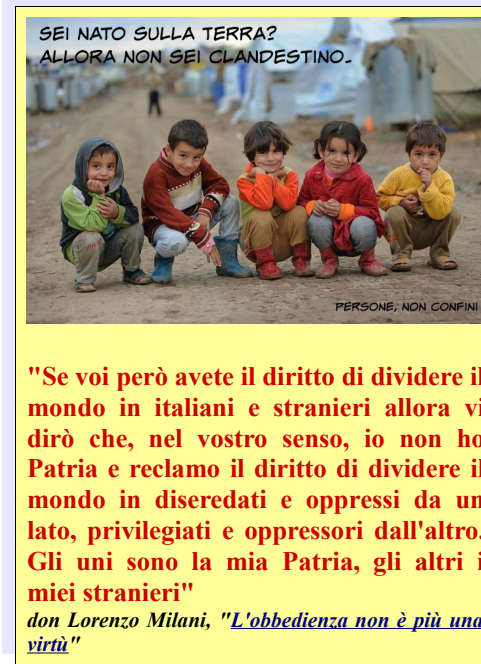 SEI NATO SULLA TERRA?
ALLORA NON SEI CLANDESTINO.
PERSONE, NON CONFINI
"Se voi però avete il diritto di dividere il
mondo in italiani e stranieri allora vi
dirò che, nel vostro senso, io non ho
Patria e reclamo il diritto di dividere il
mondo in diseredati e oppressi da un
lato, privilegiati e oppressori dall'altro.
Gli uni sono la mia Patria, gli altri i
miei stranieri"
don Lorenzo Milani, "L'obbedienza non è più una
virtù"